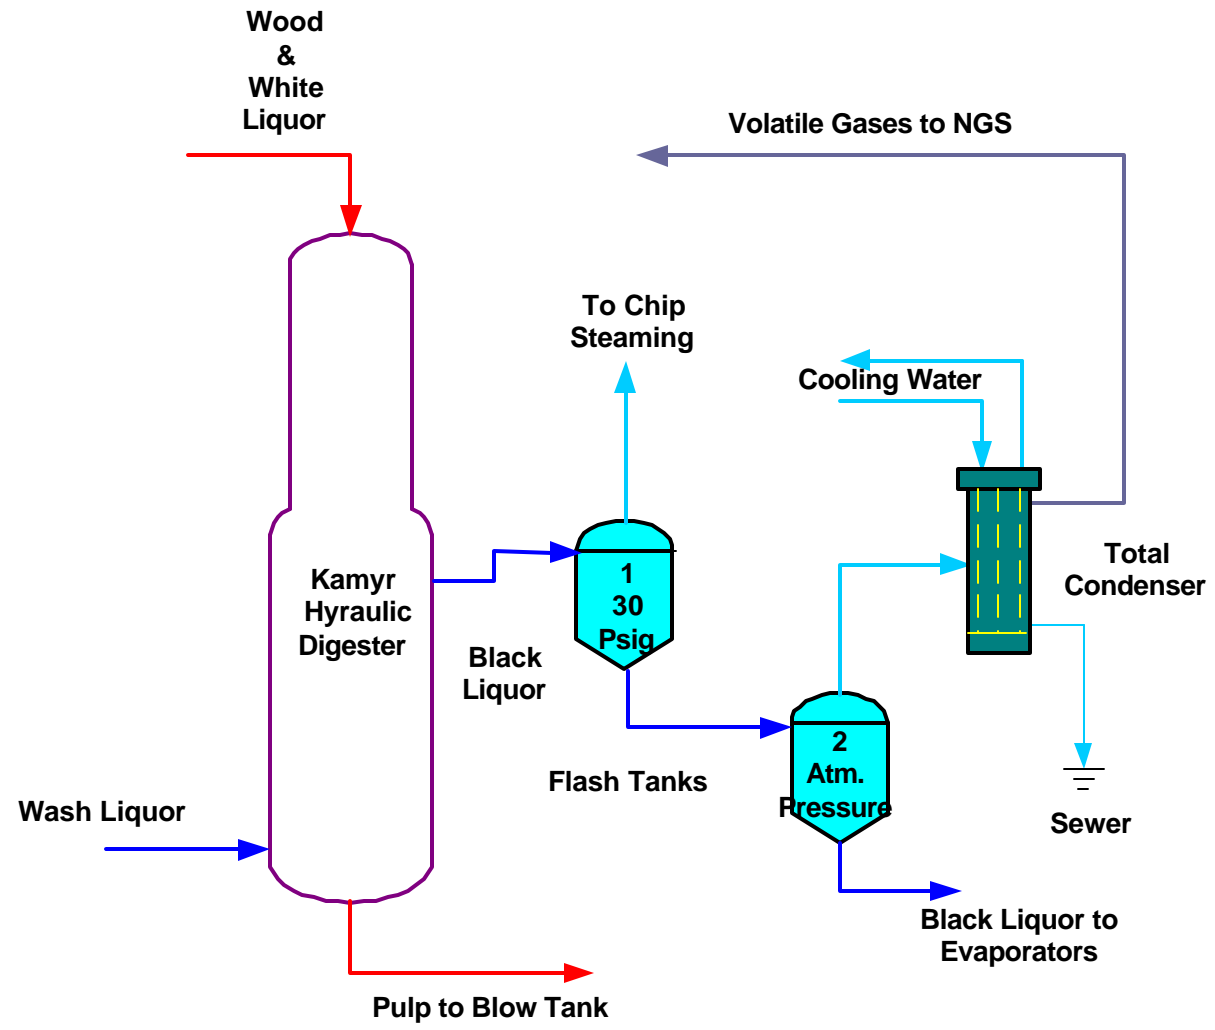 Wood
&
White
Liquor
Volatile Gases to NGS
To Chip
Steaming
Cooling Water
Total
Condenser
Kamyr
Hyraulic
Digester
1
30
Psig
Black
Liquor
2
Atm.
Pressure
Flash Tanks
Wash Liquor
Sewer
Black Liquor to
Evaporators
Pulp to Blow Tank